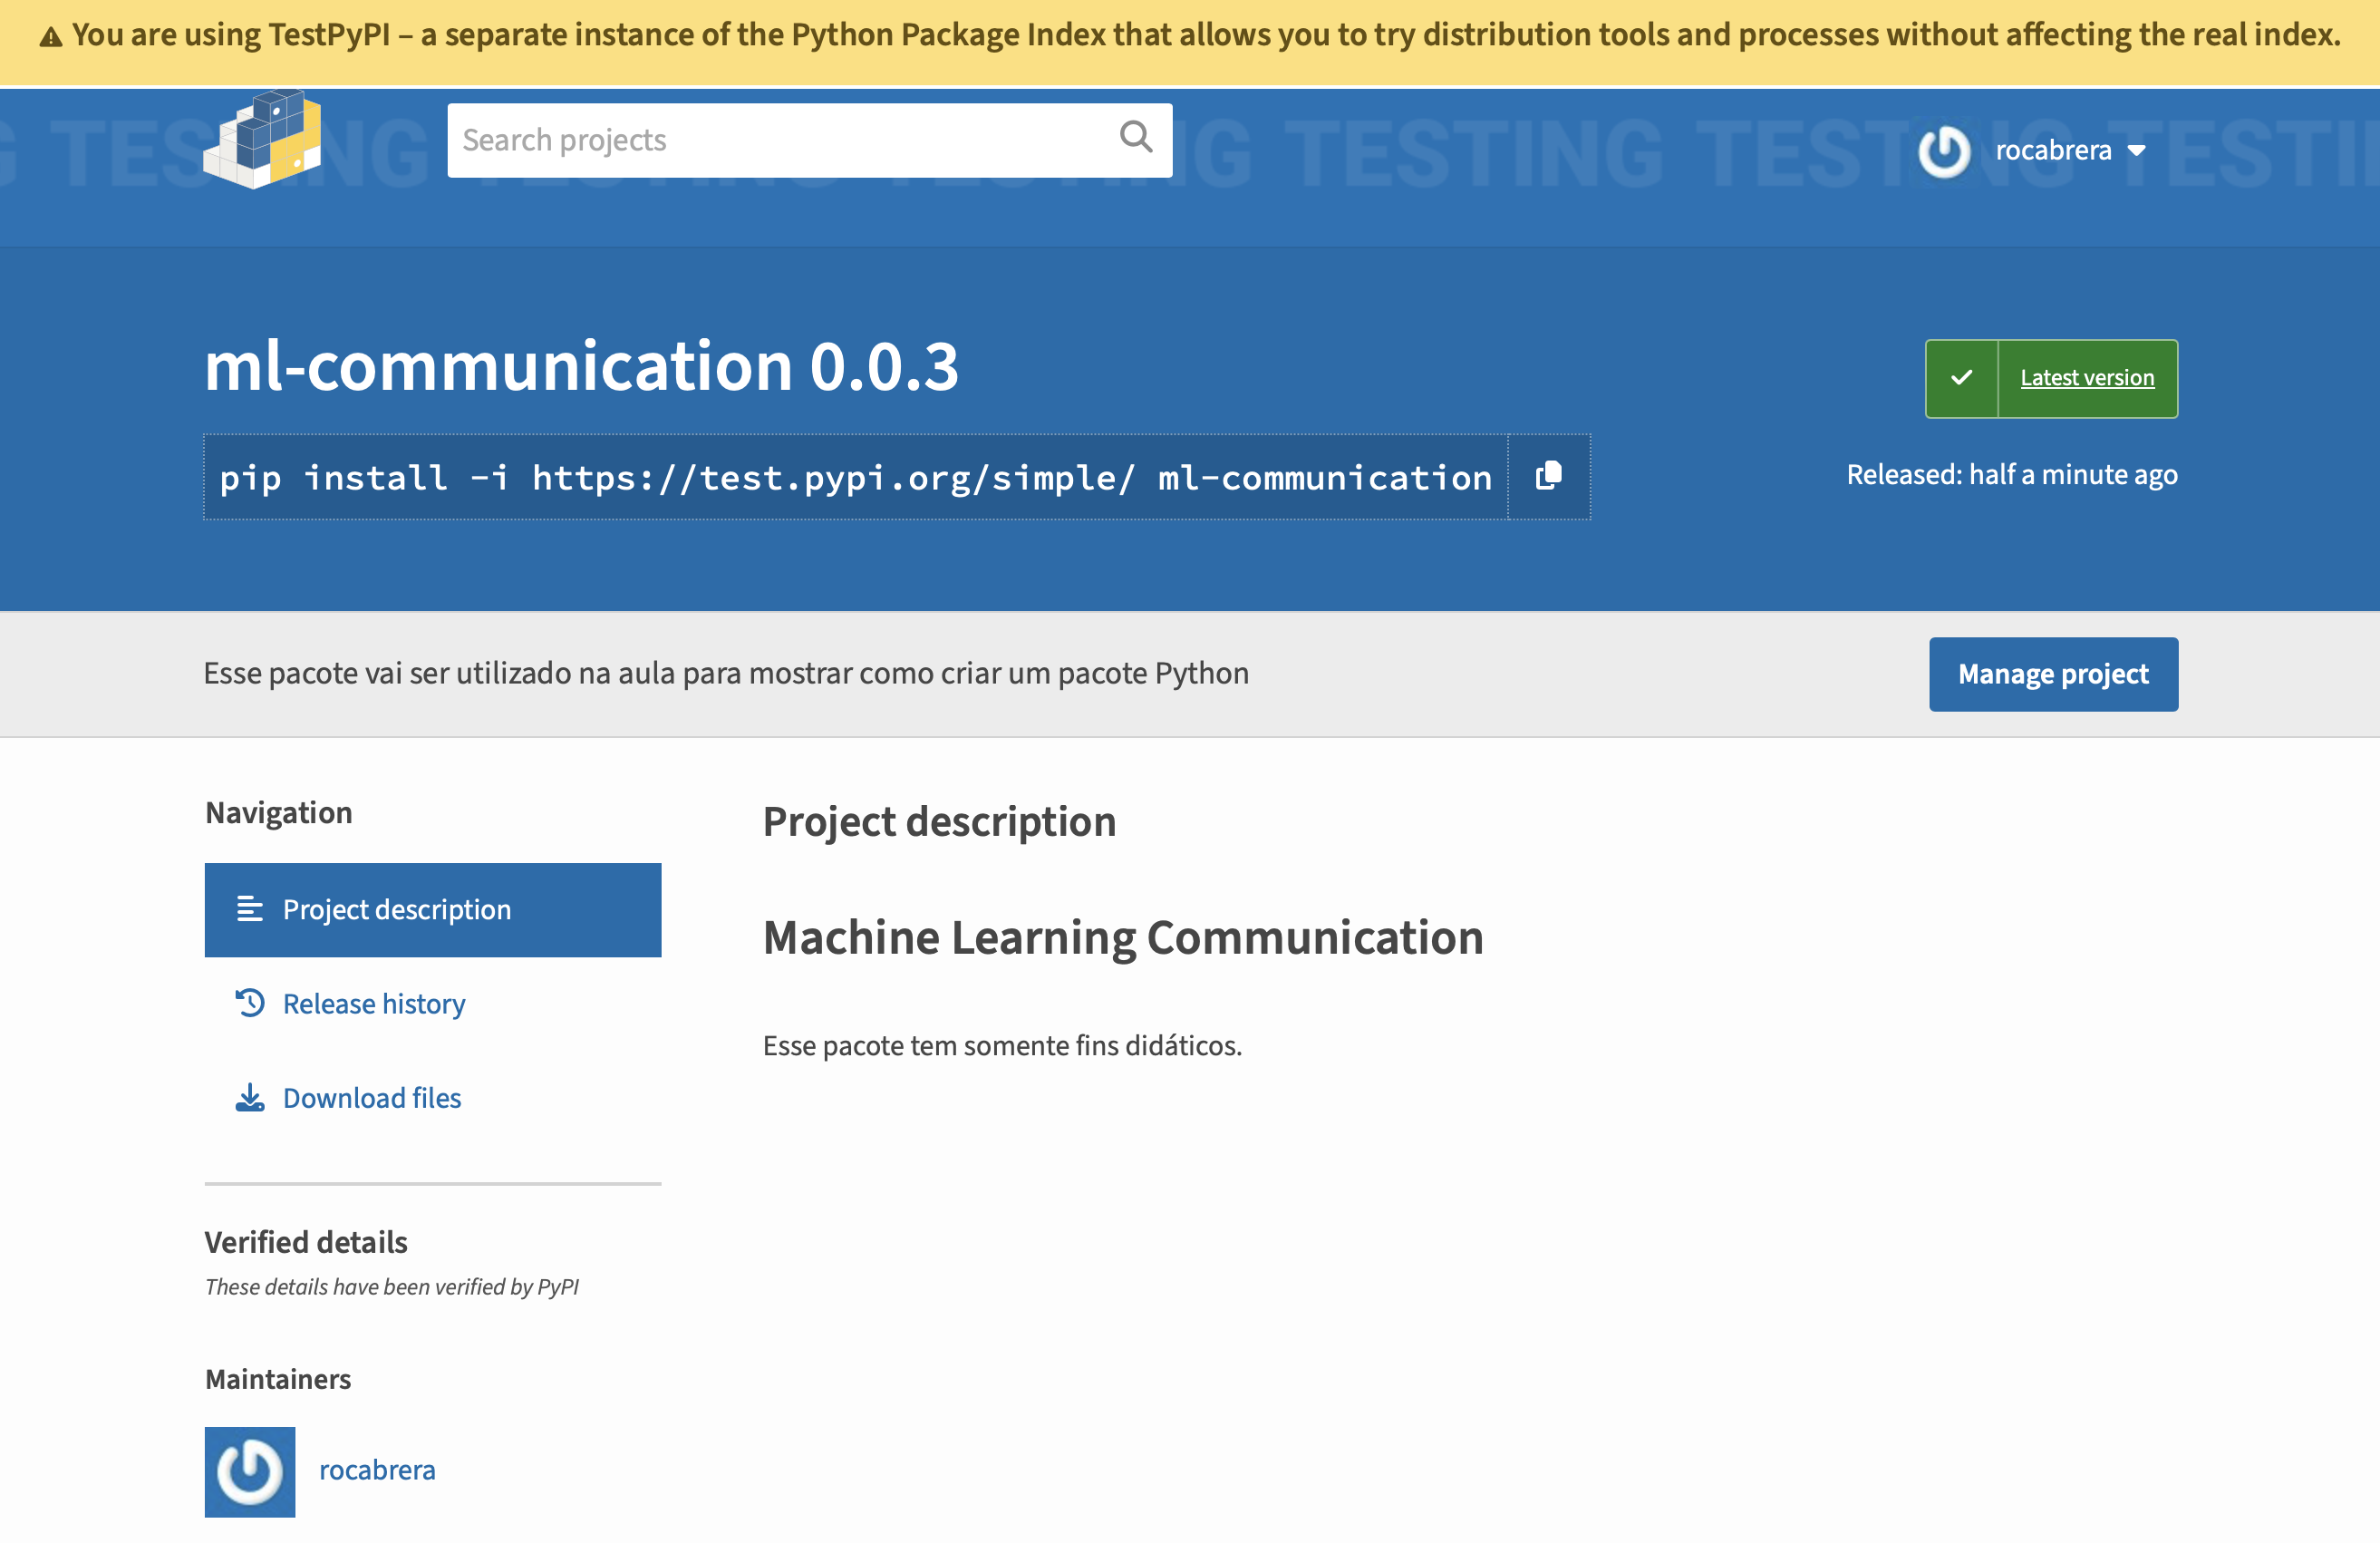 You are using TestPyPI – a separate instance of the Python Package Index that allows you to try distribution tools and processes without affecting the real index.
TESTING TESTING TESTING TESTING TESTING
Search projects
rocabrera
ml-communication 0.0.3
Latest version
pip install -i https://test.pypi.org/simple/ ml-communication
Released: half a minute ago
Esse pacote vai ser utilizado na aula para mostrar como criar um pacote Python
Manage project
Navigation
Project description
Release history
Download files
Verified details
These details have been verified by PyPI
Maintainers
rocabrera
Project description
Machine Learning Communication
Esse pacote tem somente fins didáticos.